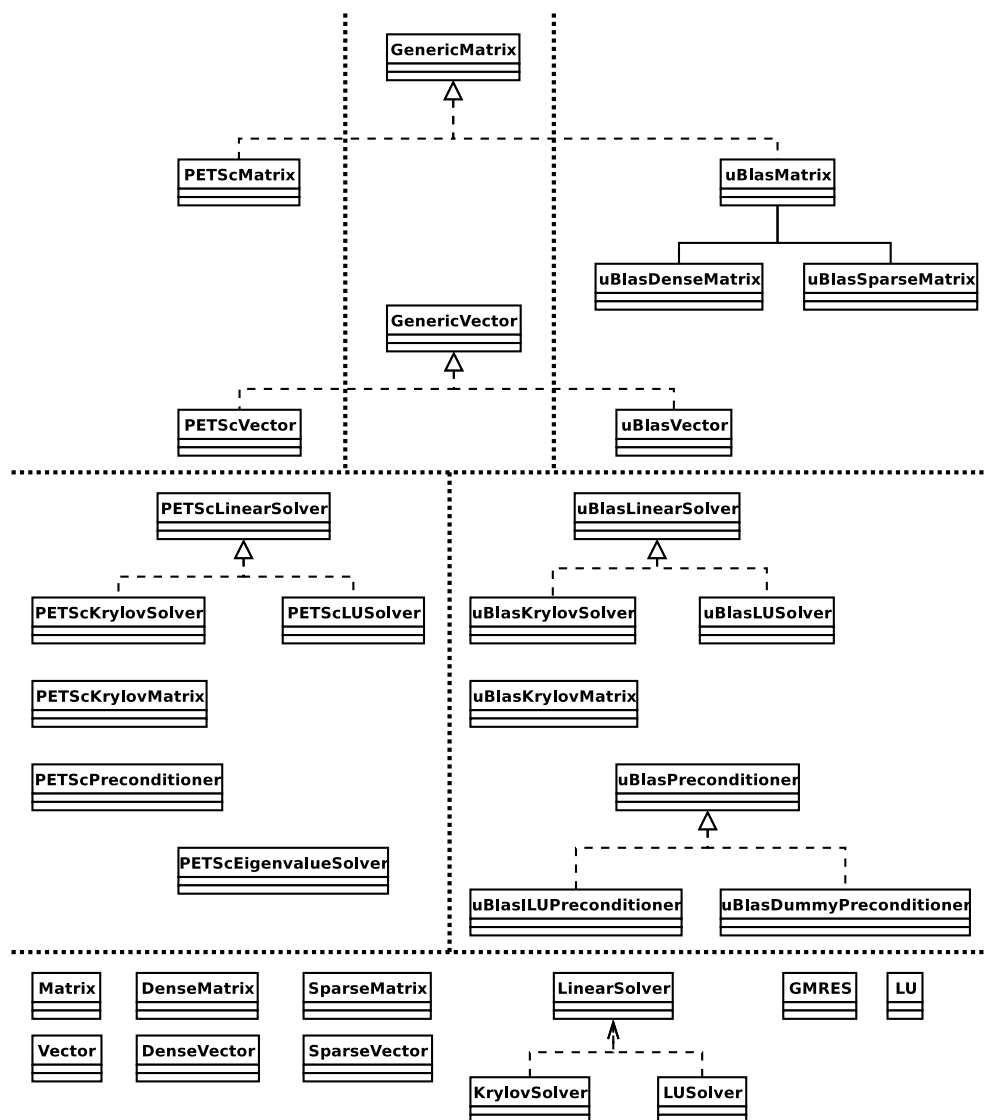 GenericMatrix
PETScMatrix
uBlasMatrix
uBlasDenseMatrix
uBlasSparseMatrix
GenericVector
PETScVector
uBlasVector
PETScLinearSolver
uBlasLinearSolver
PETScKrylovSolver
PETScLUSolver
uBlasKrylovSolver
uBlasLUSolver
PETScKrylovMatrix
uBlasKrylovMatrix
PETScPreconditioner
uBlasPreconditioner
PETScEigenvalueSolver
uBlasILUPreconditioner
uBlasDummyPreconditioner
Matrix
DenseMatrix
SparseMatrix
LinearSolver
GMRES
LU
Vector
DenseVector
SparseVector
KrylovSolver
LUSolver